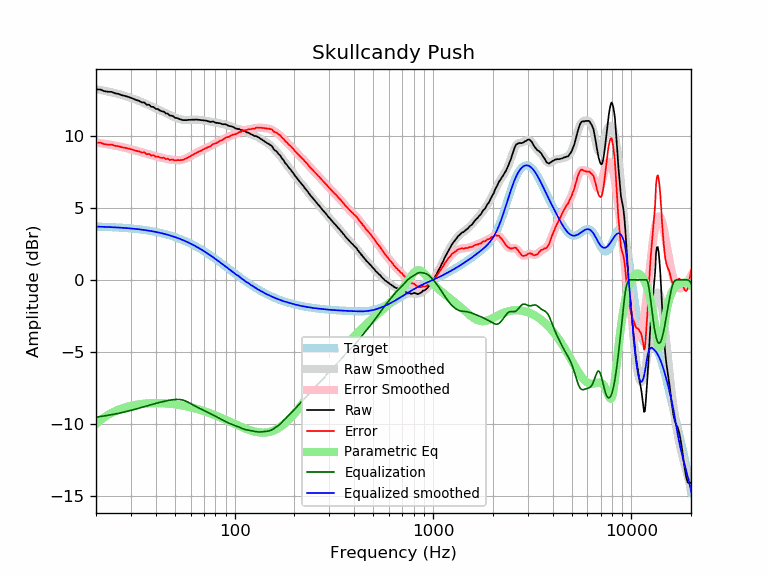 Skullcandy Push
Amplitude (dBr)
10
5
0
−5
−10
−15
Target
Raw Smoothed
Error Smoothed
Raw
Error
Parametric Eq
Equalization
Equalized smoothed
100
1000
10000
Frequency (Hz)